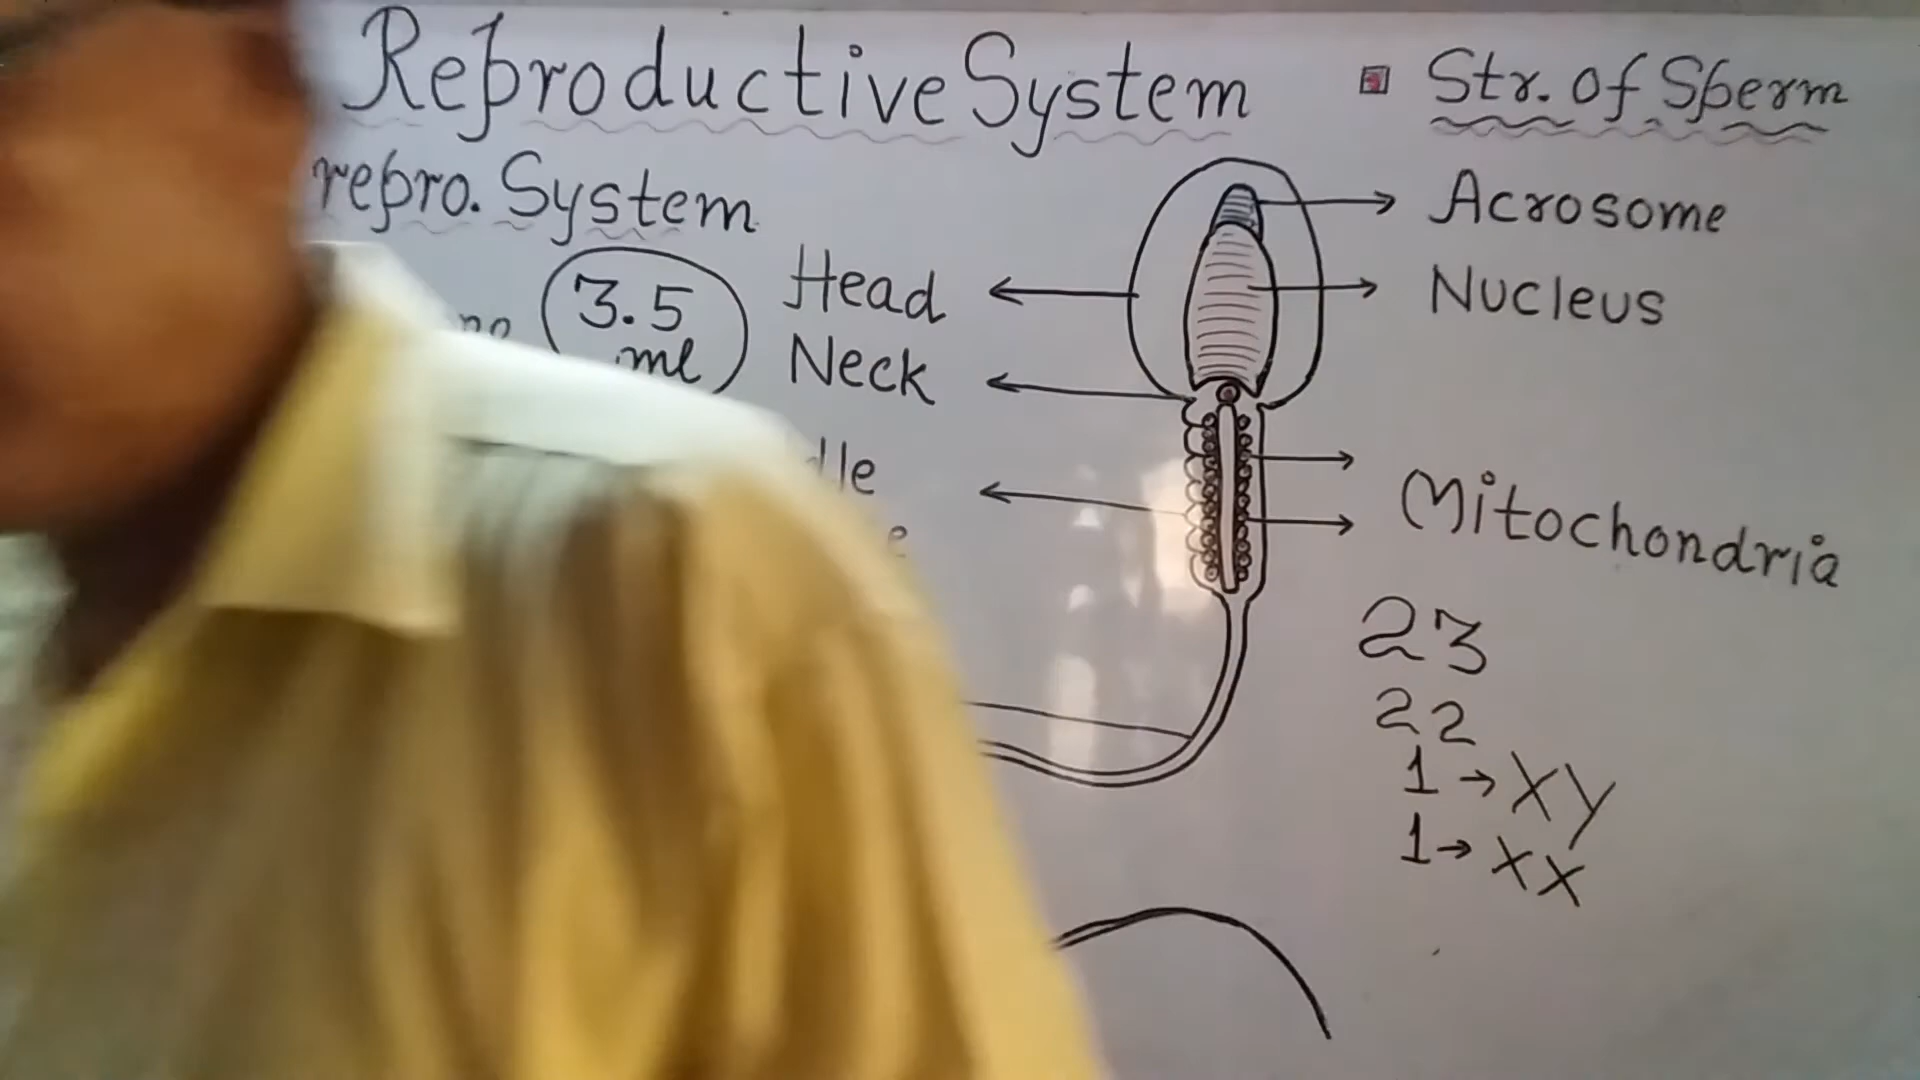 Reproductive System
repro. System
3.5
ml
Head
Neck
▣ Str. of Sperm
Acrosome
Nucleus
Mitochondria
23
22
1 → XY
1 → XX